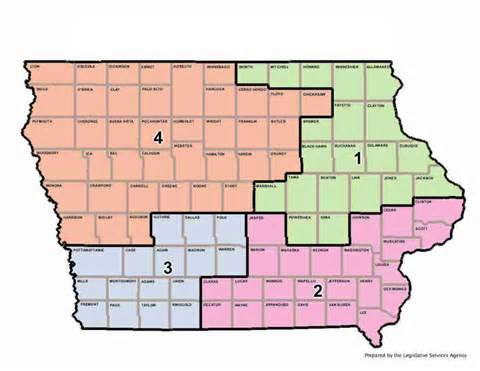 LYON OSCEOLA DICKINSON EMMET KOSSUTH WINNEBAGO WORTH MITCHELL HOWARD WINNESHIEK ALLAMAKEE
SIOUX O'BRIEN CLAY PALO ALTO HANCOCK CERRO GORDO FLOYD CHICKASAW
FAYETTE CLAYTON
PLYMOUTH CHEROKEE BUENA VISTA POCAHONTAS HUMBOLDT WRIGHT FRANKLIN BUTLER BREMER
4
WEBSTER
BLACK HAWK BUCHANAN DELAWARE DUBUQUE
1
WOODBURY IDA SAC CALHOUN HAMILTON HARDIN GRUNDY
TAMA BENTON LINN JONES JACKSON
MONONA CRAWFORD CARROLL GREENE BOONE MARSHALL
CLINTON
CEDAR
HARRISON SHELBY AUDUBON GUTHRIE DALLAS POLK JASPER POWESHIEK IOWA JOHNSON
SCOTT
MUSCATINE
POTTAWATTAMIE CASS ADAIR MADISON WARREN MARION MAHASKA KEOKUK WASHINGTON
LOUISA
3
MILLS MONTGOMERY ADAMS UNION CLARKE LUCAS MONROE WAPELLO JEFFERSON HENRY
2
DES MOINES
FREMONT PAGE TAYLOR RINGGOLD DECATUR WAYNE APPANOOSE DAVIS VAN BUREN
LEE
Prepared by the Legislative Services Agency